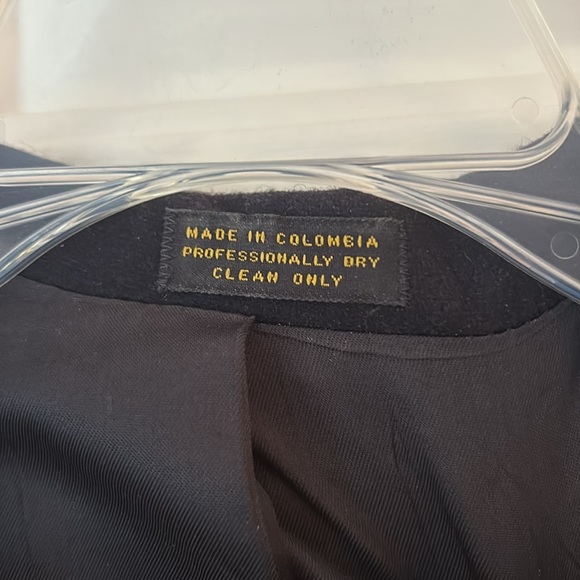 MADE IN COLOMBIA
PROFESSIONALLY DRY
CLEAN ONLY